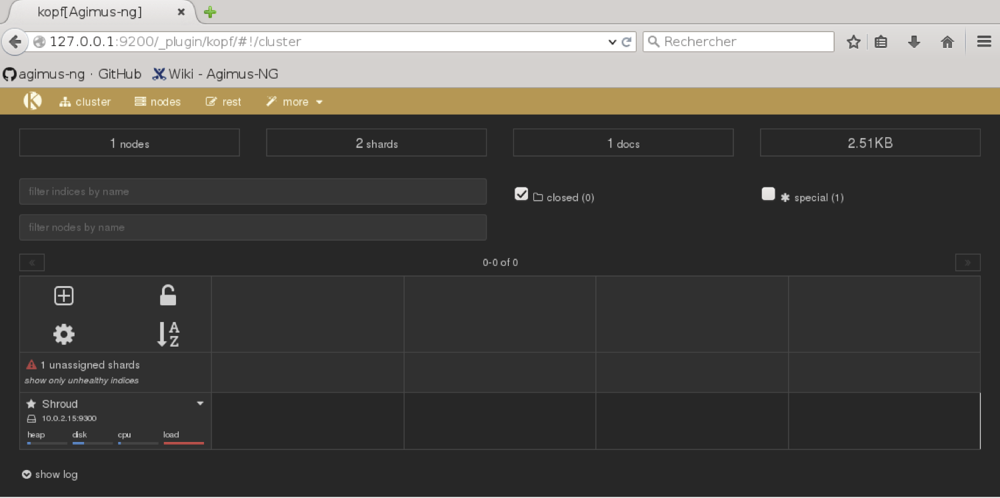 kopf[Agimus-ng]
127.0.0.1:9200/_plugin/kopf/#!/cluster
Rechercher
agimus-ng · GitHub Wiki - Agimus-NG
cluster nodes rest more
1 nodes 2 shards 1 docs 2.51KB
filter indices by name
closed (0) special (1)
filter nodes by name
« 0-0 of 0 »
A
Z
1 unassigned shards
show only unhealthy indices
Shroud
10.0.2.15:9300
heap disk cpu load
show log